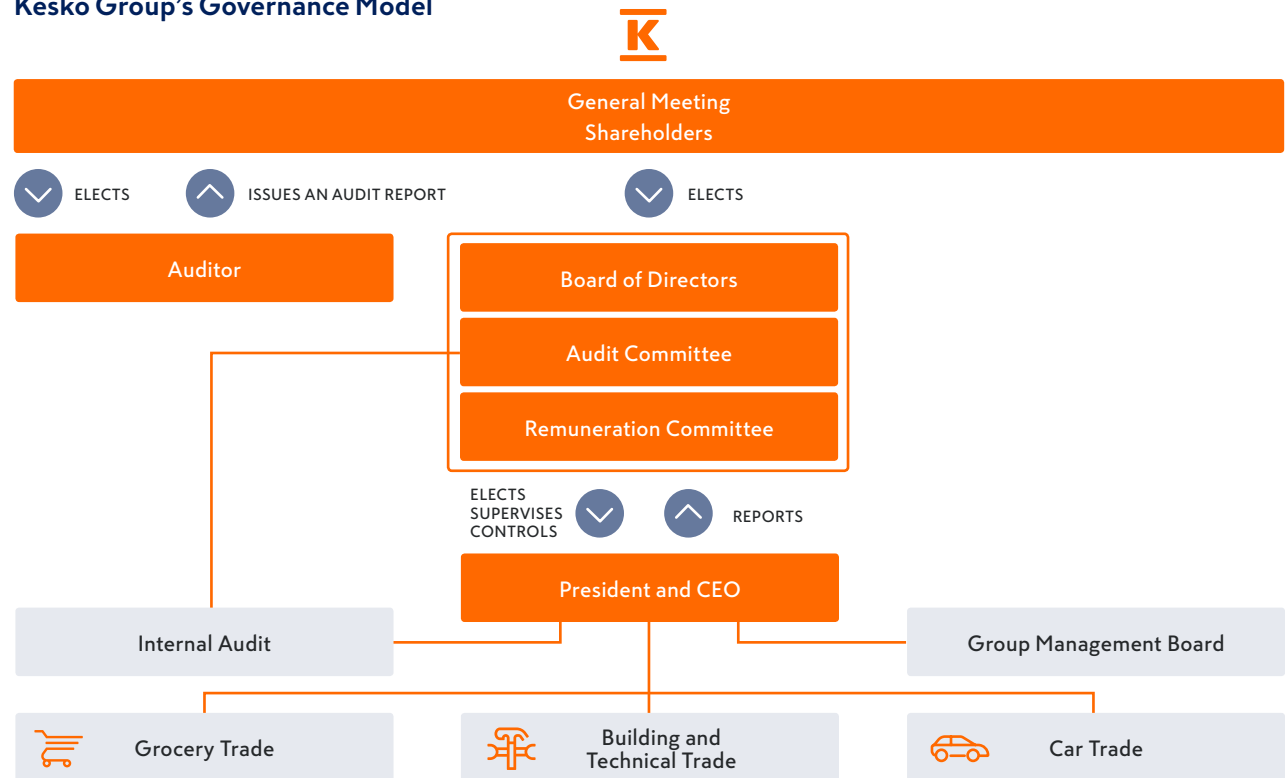 Kesko Group's Governance Model
K
General Meeting
Shareholders
ELECTS
ISSUES AN AUDIT REPORT
ELECTS
Auditor
Board of Directors
Audit Committee
Remuneration Committee
ELECTS
SUPERVISES
CONTROLS
REPORTS
President and CEO
Internal Audit
Group Management Board
Grocery Trade
Building and
Technical Trade
Car Trade